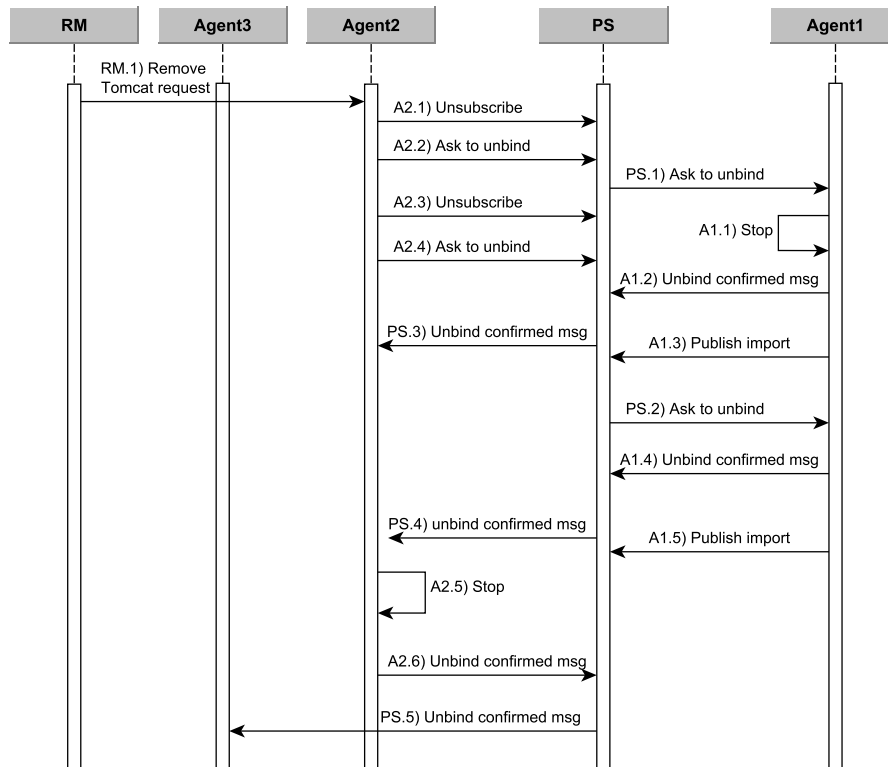 RM
Agent3
Agent2
PS
Agent1
RM.1) Remove
Tomcat request
A2.1) Unsubscribe
A2.2) Ask to unbind
PS.1) Ask to unbind
A2.3) Unsubscribe
A1.1) Stop
A2.4) Ask to unbind
A1.2) Unbind confirmed msg
PS.3) Unbind confirmed msg
A1.3) Publish import
PS.2) Ask to unbind
A1.4) Unbind confirmed msg
PS.4) unbind confirmed msg
A1.5) Publish import
A2.5) Stop
A2.6) Unbind confirmed msg
PS.5) Unbind confirmed msg